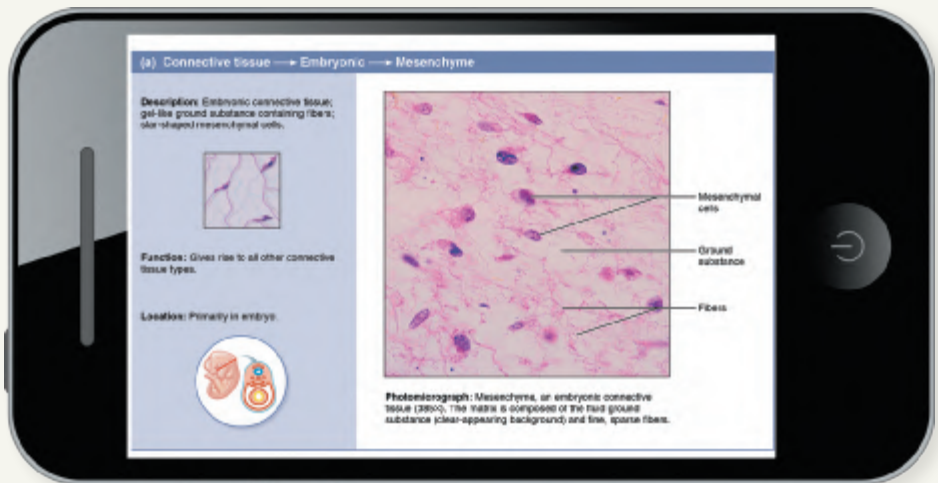 (a) Connective tissue → Embryonic → Mesenchyme
Description: Embryonic connective tissue;
gel-like ground substance containing fibers;
star-shaped mesenchymal cells.
Function: Gives rise to all other connective
tissue types.
Location: Primarily in embryo.
Mesenchymal
cells
Ground
substance
Fibers
Photomicrograph: Mesenchyme, an embryonic connective
tissue (395×). The matrix is composed of the fluid ground
substance (clear-appearing background) and fine, sparse fibers.